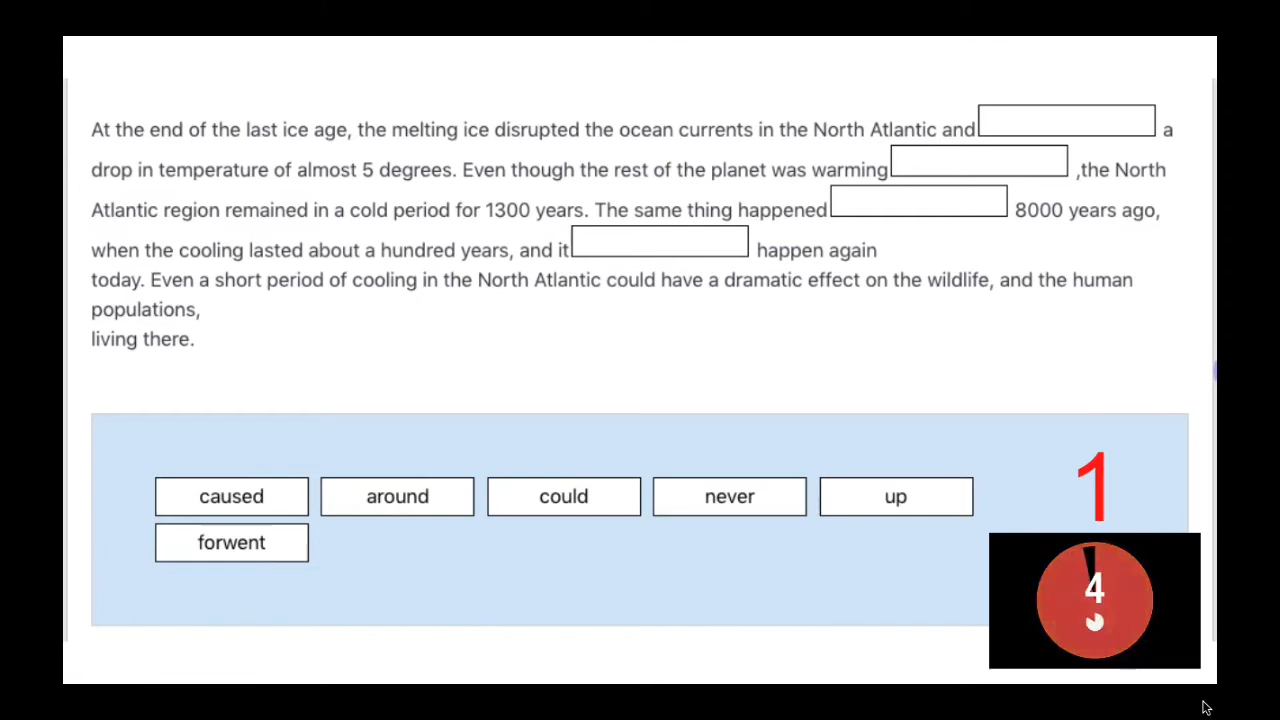 At the end of the last ice age, the melting ice disrupted the ocean currents in the North Atlantic and a
drop in temperature of almost 5 degrees. Even though the rest of the planet was warming ,the North
Atlantic region remained in a cold period for 1300 years. The same thing happened 8000 years ago,
when the cooling lasted about a hundred years, and it happen again
today. Even a short period of cooling in the North Atlantic could have a dramatic effect on the wildlife, and the human
populations,
living there.
caused around could never up
forwent
1
4